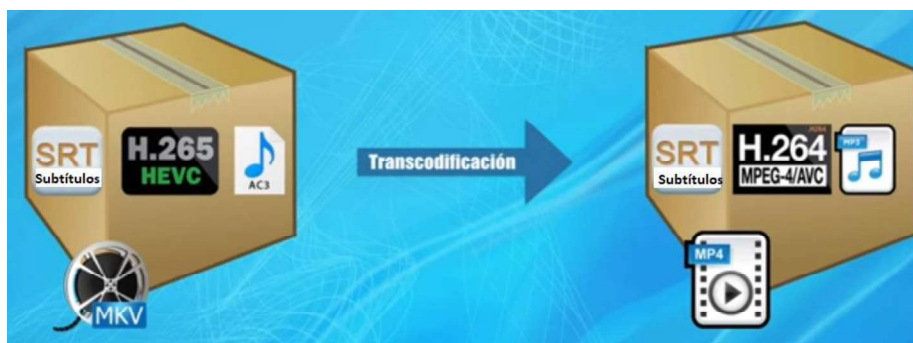 SRT
Subtítulos
H.265
HEVC
AC3
MKV
Transcodificación
SRT
Subtítulos
H.264
MPEG-4/AVC
MP3
MP4